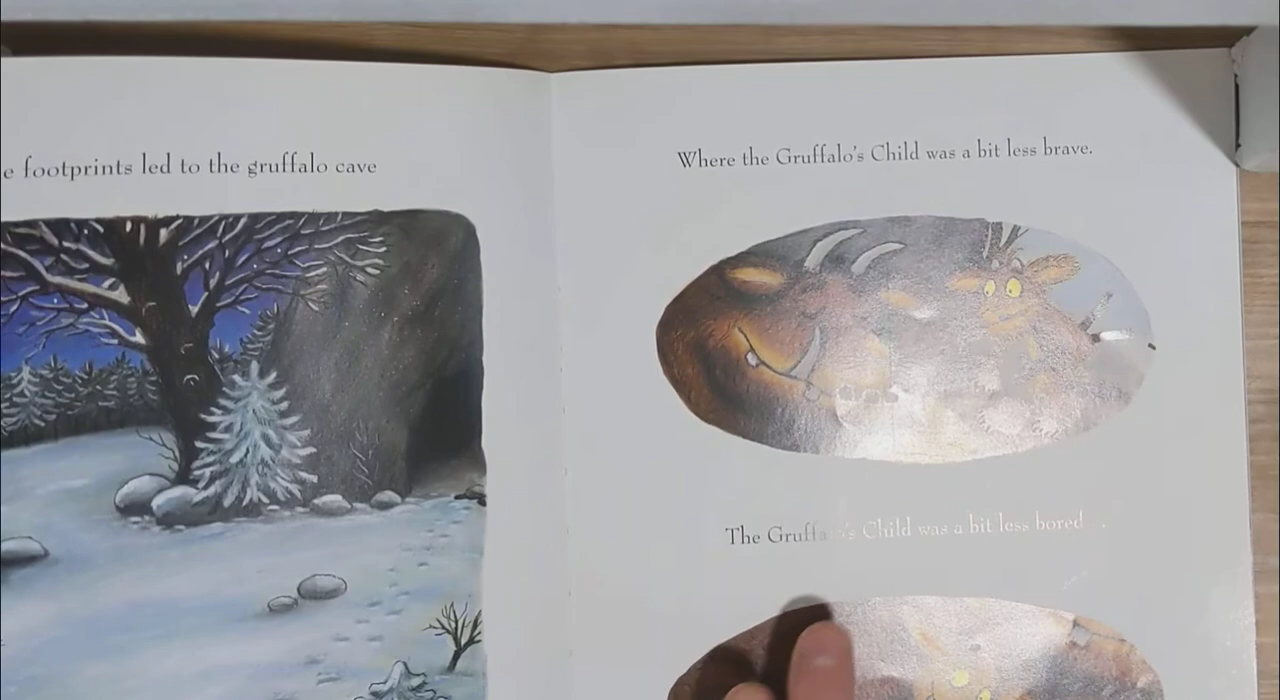 e footprints led to the gruffalo cave
Where the Gruffalo's Child was a bit less brave.
The Gruffalo's Child was a bit less bored .